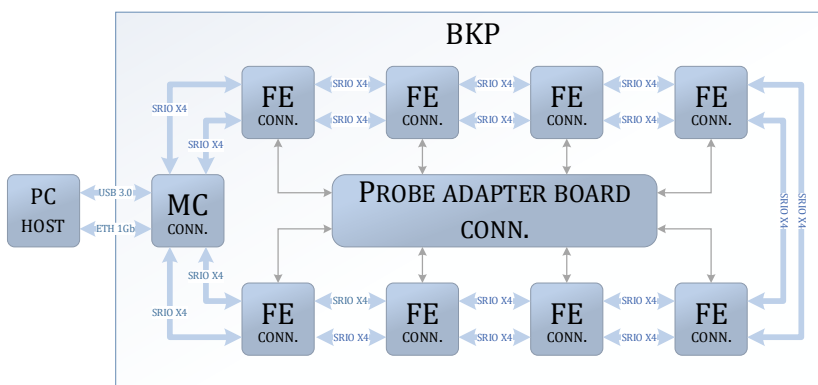 BKP
FE
CONN.
SRIO X4
SRIO X4
FE
CONN.
SRIO X4
SRIO X4
FE
CONN.
SRIO X4
SRIO X4
FE
CONN.
SRIO X4
SRIO X4
PC
HOST
USB 3.0
ETH 1Gb
MC
CONN.
PROBE ADAPTER BOARD
CONN.
SRIO X4
SRIO X4
SRIO X4
SRIO X4
FE
CONN.
SRIO X4
SRIO X4
FE
CONN.
SRIO X4
SRIO X4
FE
CONN.
SRIO X4
SRIO X4
FE
CONN.